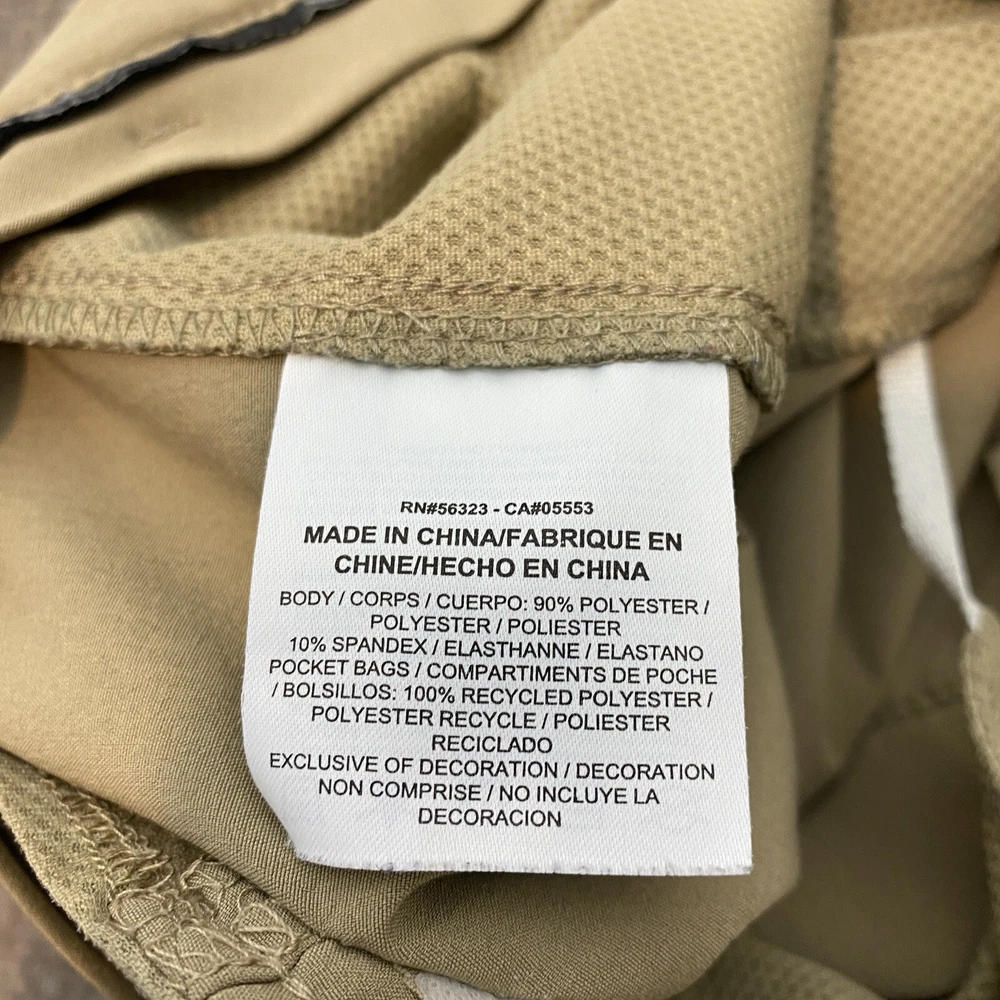 RN#56323 - CA#05553
MADE IN CHINA/FABRIQUE EN
CHINE/HECHO EN CHINA
BODY / CORPS / CUERPO: 90% POLYESTER /
POLYESTER / POLIESTER
10% SPANDEX / ELASTHANNE / ELASTANO
POCKET BAGS / COMPARTIMENTS DE POCHE
/ BOLSILLOS: 100% RECYCLED POLYESTER /
POLYESTER RECYCLE / POLIESTER
RECICLADO
EXCLUSIVE OF DECORATION / DECORATION
NON COMPRISE / NO INCLUYE LA
DECORACION